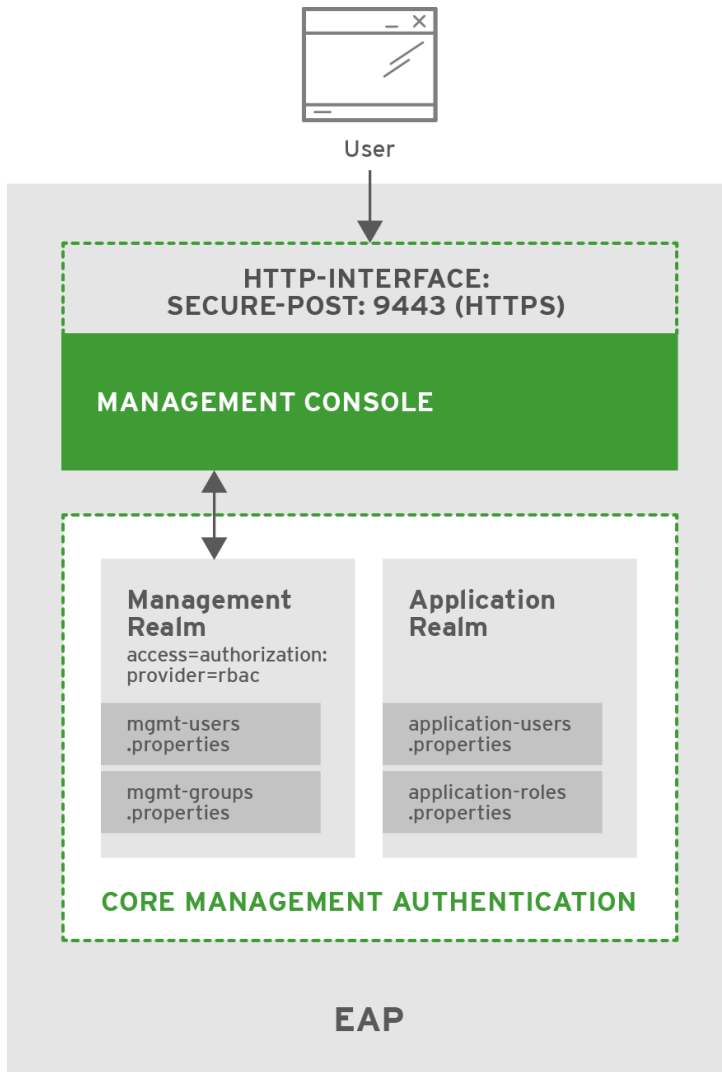 User
HTTP-INTERFACE:
SECURE-POST: 9443 (HTTPS)
MANAGEMENT CONSOLE
Management
Realm
access=authorization:
provider=rbac
mgmt-users
.properties
mgmt-groups
.properties
Application
Realm
application-users
.properties
application-roles
.properties
CORE MANAGEMENT AUTHENTICATION
EAP